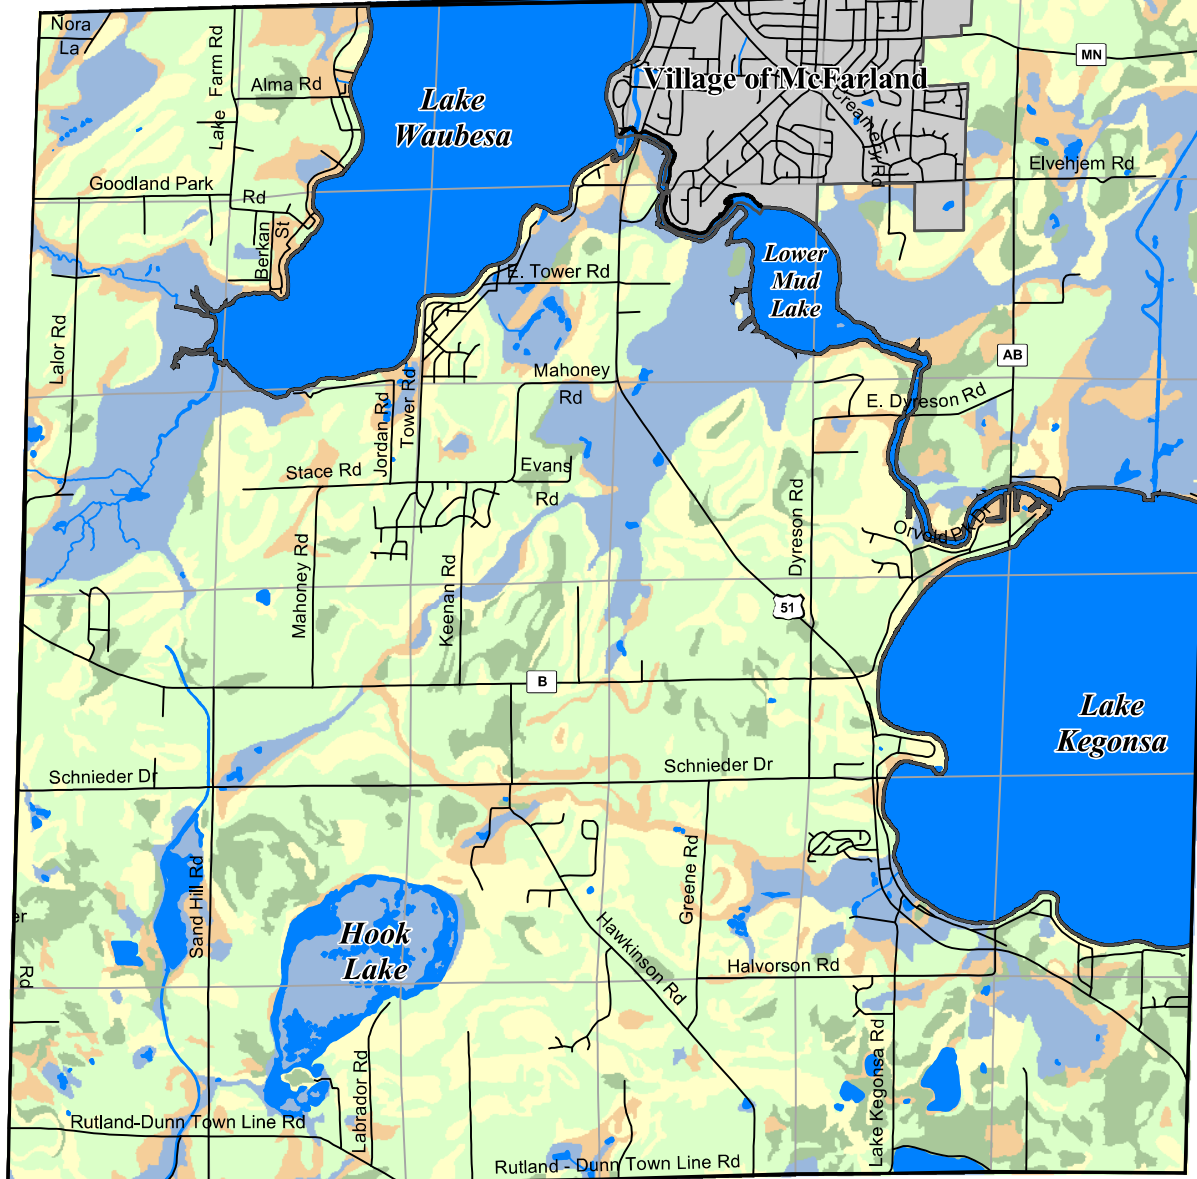 Nora
La
Lake Farm Rd
Alma Rd
Lake
Waubesa
Village of McFarland
MN
Creamer Rd
Elvehjem Rd
Goodland Park
Rd
Berkan
St
E. Tower Rd
Lower
Mud
Lake
Lalor Rd
AB
Mahoney
Rd
E. Dyreson Rd
Jordan Rd
Tower Rd
Stace Rd
Evans
Rd
Dyreson Rd
Orvold Pk Dr
Mahoney Rd
Keenan Rd
51
B
Lake
Kegonsa
Schnieder Dr
Schnieder Dr
Sand Hill Rd
Greene Rd
er
Rd
Hook
Lake
Hawkinson Rd
Halvorson Rd
Labrador Rd
Lake Kegonsa Rd
Rutland-Dunn Town Line Rd
Rutland - Dunn Town Line Rd